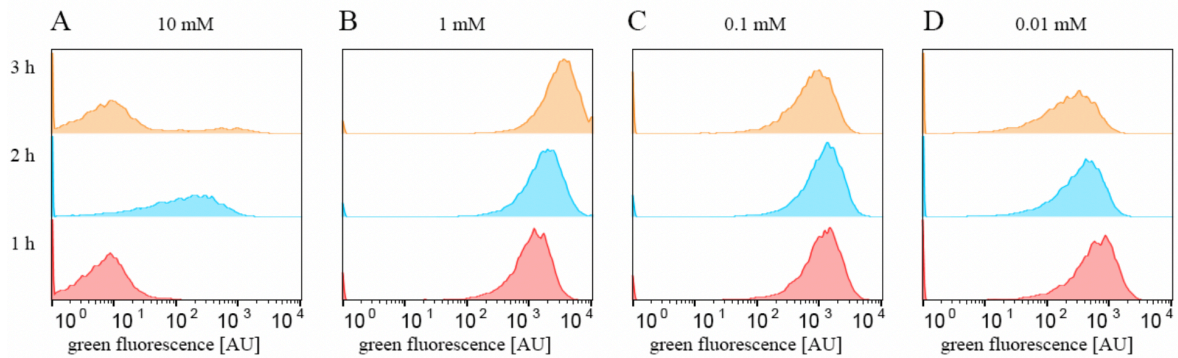 A 10 mM B 1 mM C 0.1 mM D 0.01 mM
3 h
2 h
1 h
10^0 10^1 10^2 10^3 10^4 10^0 10^1 10^2 10^3 10^4 10^0 10^1 10^2 10^3 10^4 10^0 10^1 10^2 10^3 10^4
green fluorescence [AU] green fluorescence [AU] green fluorescence [AU] green fluorescence [AU]